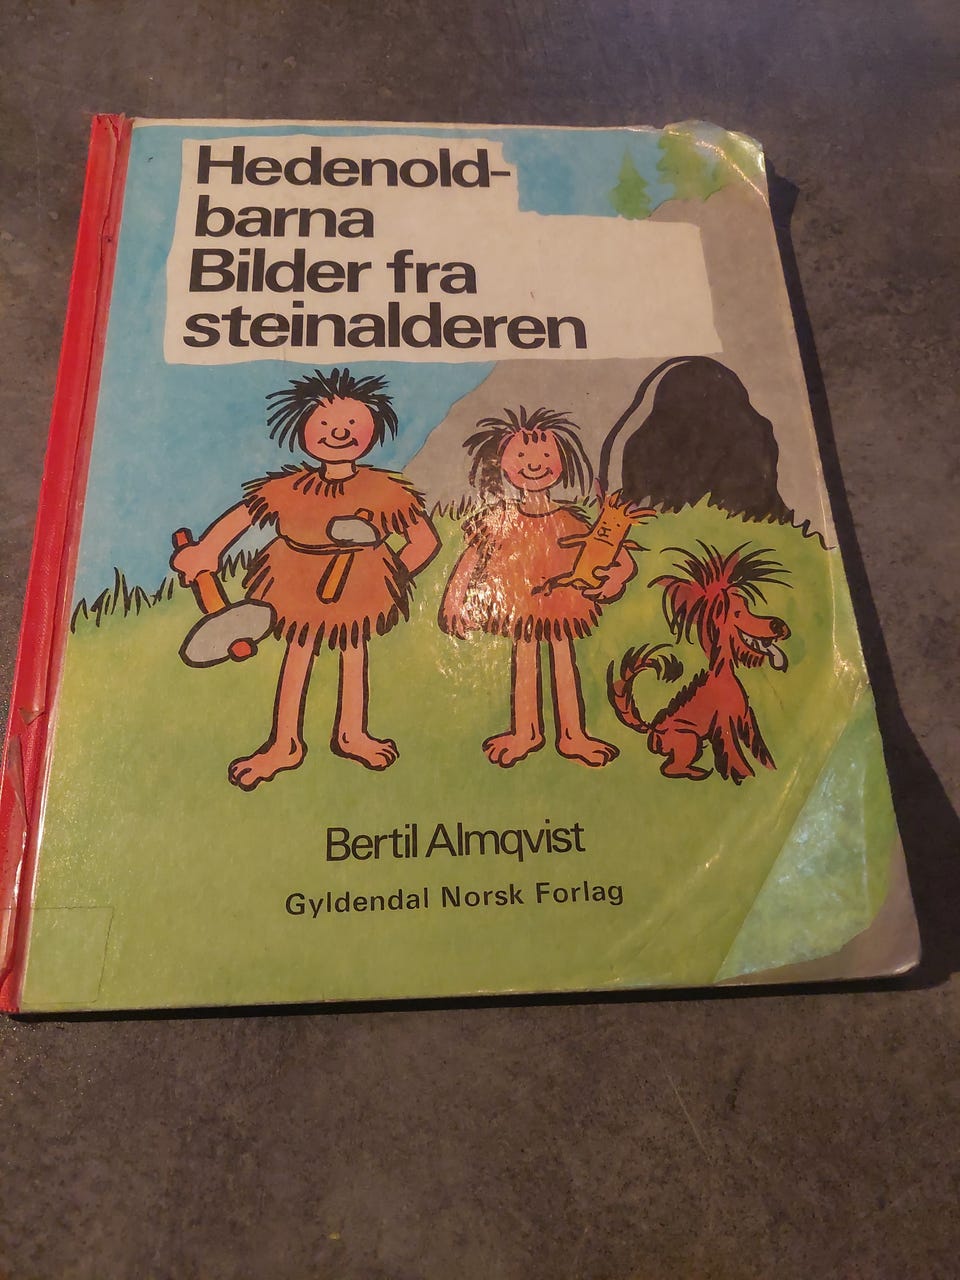 Hedenold-
barna
Bilder fra
steinalderen
Bertil Almqvist
Gyldendal Norsk Forlag